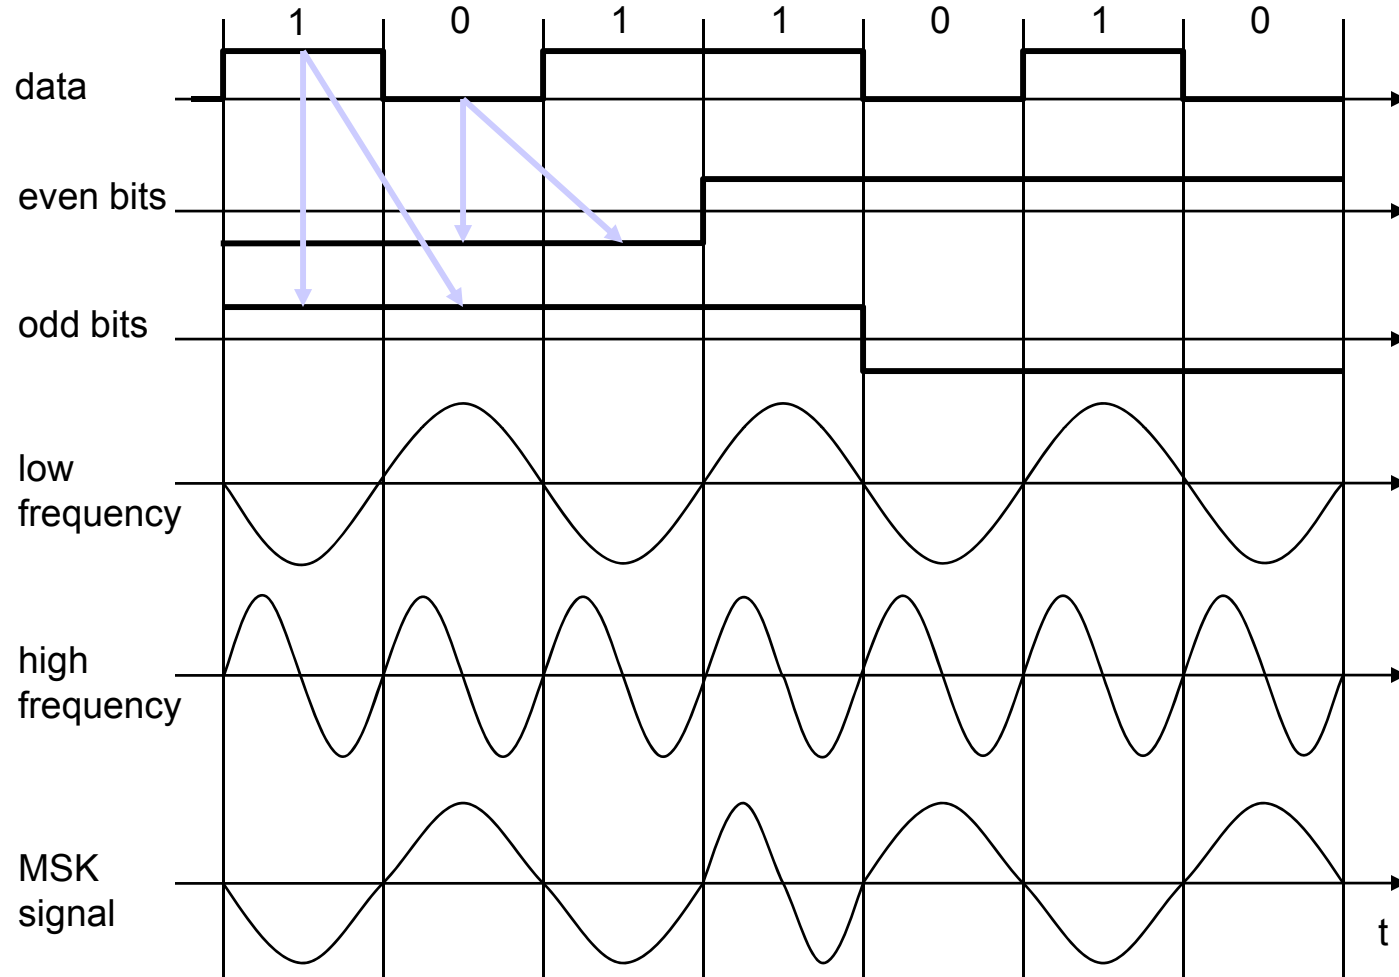 1 0 1 1 0 1 0
data
even bits
odd bits
low
frequency
high
frequency
MSK
signal
t